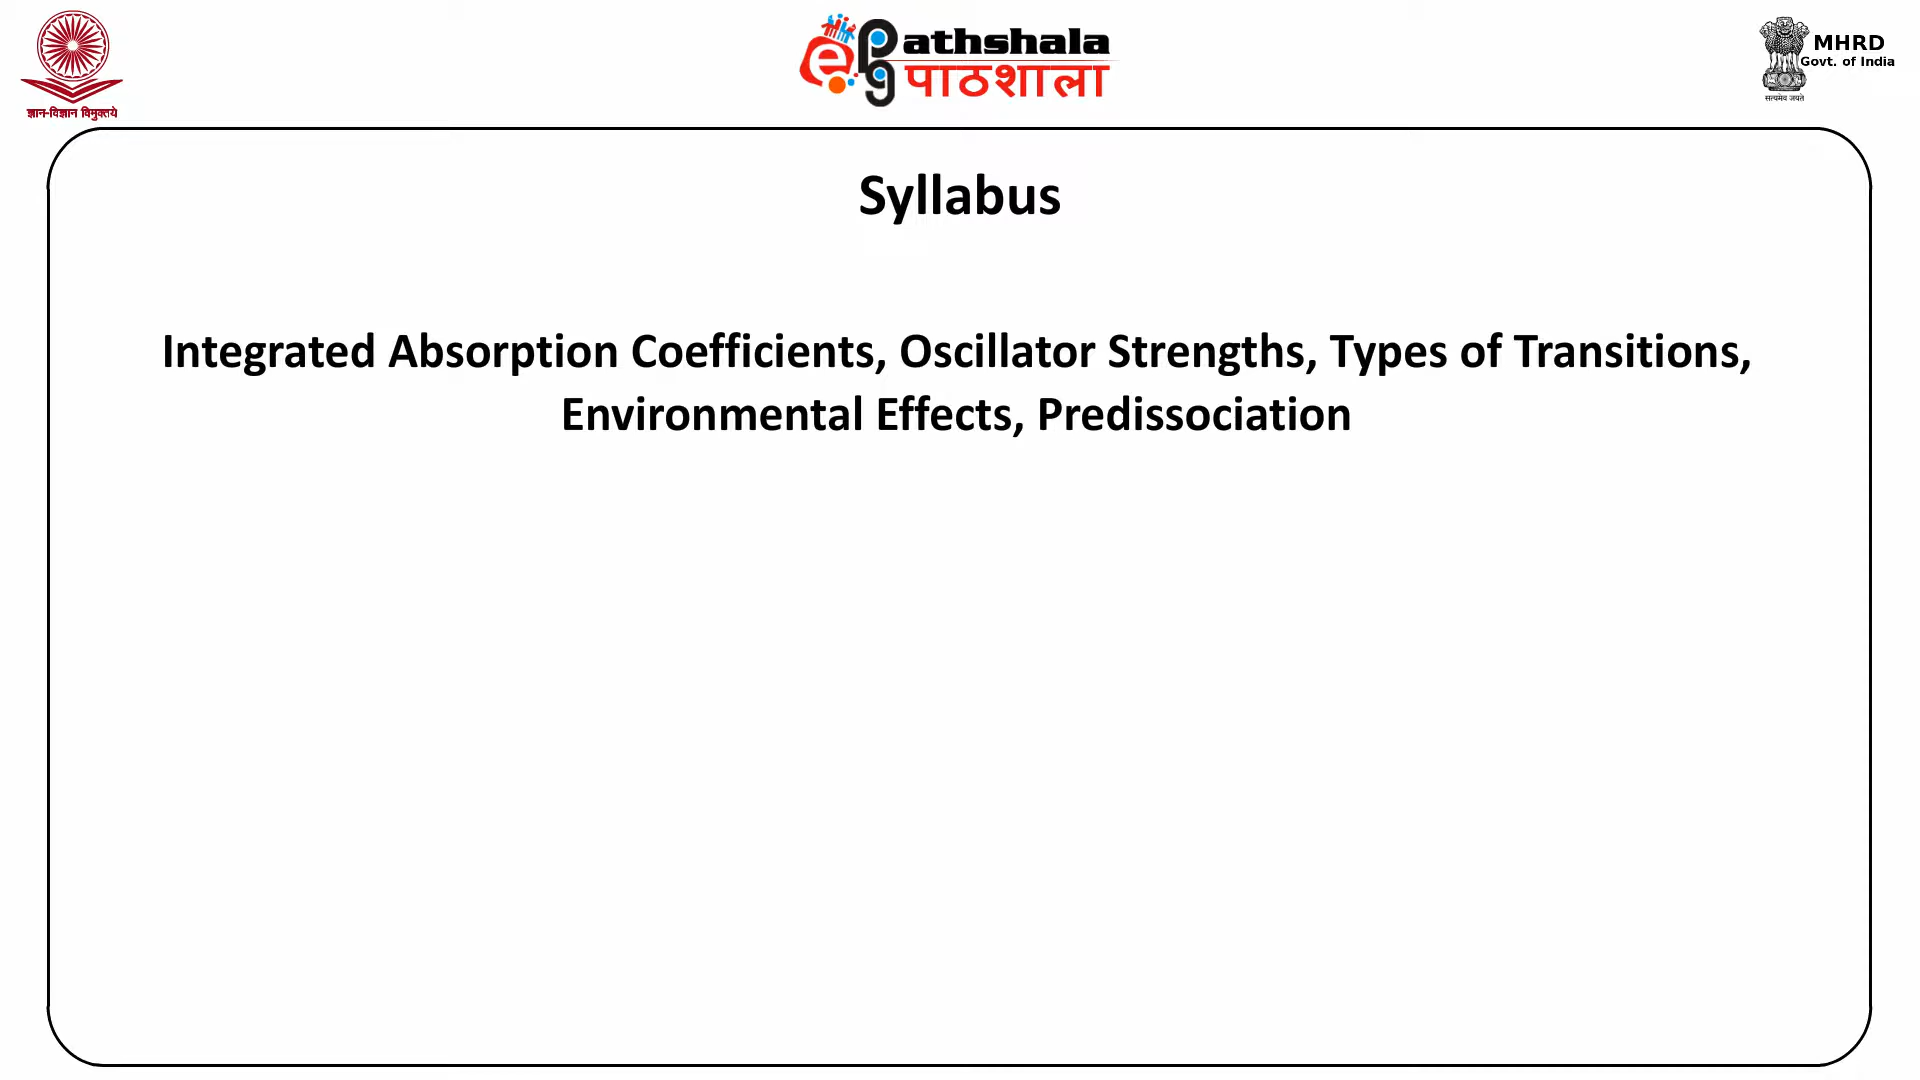 ज्ञान-विज्ञान विमुक्तये
e pg athshala
पाठशाला
MHRD
Govt. of India
सत्यमेव जयते
Syllabus
Integrated Absorption Coefficients, Oscillator Strengths, Types of Transitions,
Environmental Effects, Predissociation